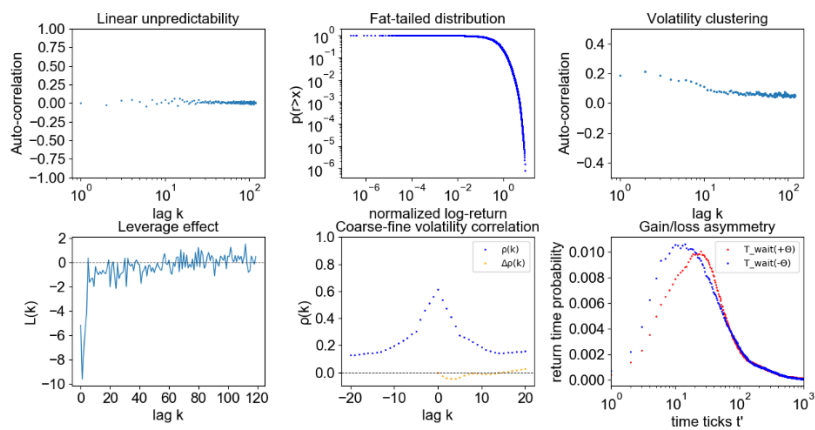 Linear unpredictability
1.00
0.75
0.50
0.25
0.00
−0.25
−0.50
−0.75
−1.00
Auto-correlation
10⁰ 10¹ 10²
lag k
Fat-tailed distribution
10⁰
10⁻¹
10⁻²
10⁻³
10⁻⁴
10⁻⁵
10⁻⁶
p(r>x)
10⁻⁶ 10⁻⁴ 10⁻² 10⁰
normalized log-return
Volatility clustering
0.4
0.2
0.0
−0.2
−0.4
Auto-correlation
10⁰ 10¹ 10²
lag k
Leverage effect
2
0
−2
−4
−6
−8
−10
L(k)
0 20 40 60 80 100 120
lag k
Coarse-fine volatility correlation
1.0
0.8
0.6
0.4
0.2
0.0
ρ(k)
ρ(k)
Δρ(k)
−20 −10 0 10 20
lag k
Gain/loss asymmetry
0.010
0.008
0.006
0.004
0.002
0.000
return time probability
T_wait(+Θ)
T_wait(-Θ)
10⁰ 10¹ 10² 10³
time ticks t'